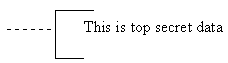 This is top secret data